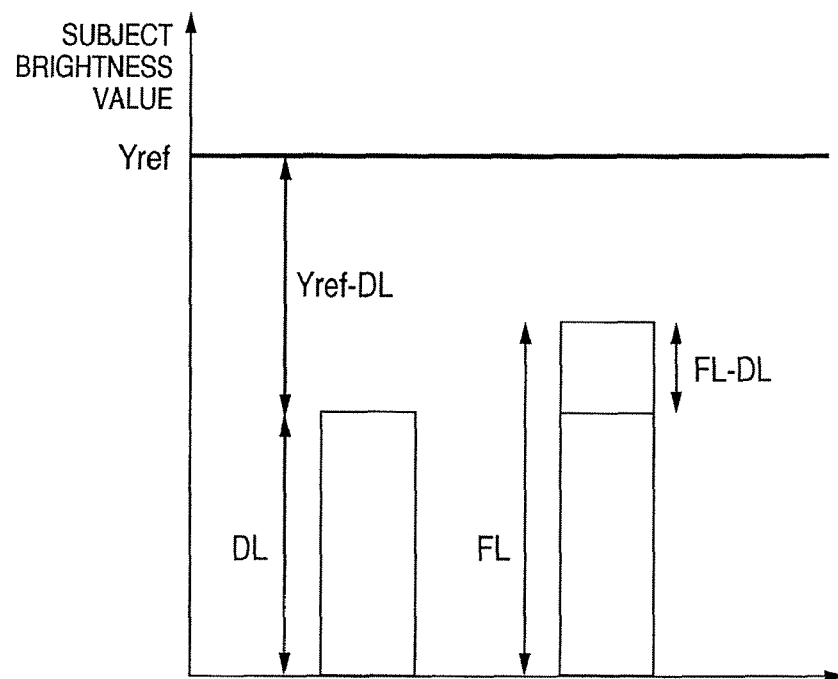 SUBJECT
BRIGHTNESS
VALUE
Yref
Yref-DL
FL-DL
DL
FL